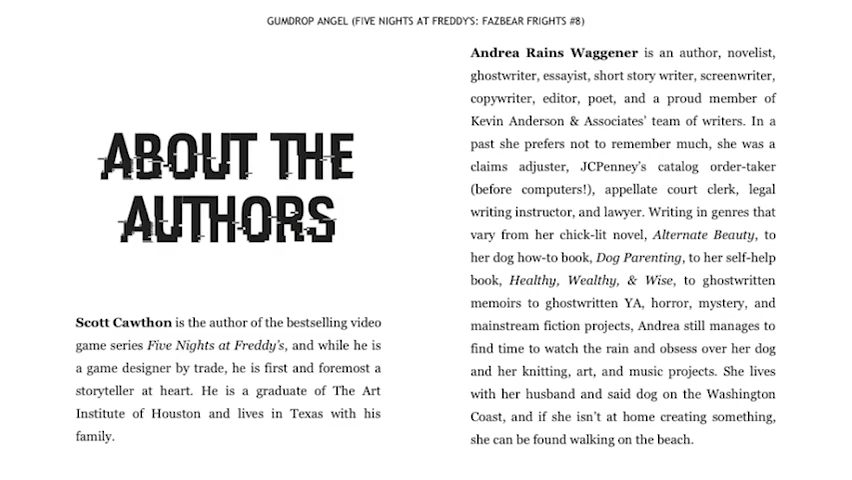 GUMDROP ANGEL (FIVE NIGHTS AT FREDDY'S: FAZBEAR FRIGHTS #8)
ABOUT THE
AUTHORS
Scott Cawthon is the author of the bestselling video
game series Five Nights at Freddy's, and while he is
a game designer by trade, he is first and foremost a
storyteller at heart. He is a graduate of The Art
Institute of Houston and lives in Texas with his
family.
Andrea Rains Waggener is an author, novelist,
ghostwriter, essayist, short story writer, screenwriter,
copywriter, editor, poet, and a proud member of
Kevin Anderson & Associates' team of writers. In a
past she prefers not to remember much, she was a
claims adjuster, JCPenney's catalog order-taker
(before computers!), appellate court clerk, legal
writing instructor, and lawyer. Writing in genres that
vary from her chick-lit novel, Alternate Beauty, to
her dog how-to book, Dog Parenting, to her self-help
book, Healthy, Wealthy, & Wise, to ghostwritten
memoirs to ghostwritten YA, horror, mystery, and
mainstream fiction projects, Andrea still manages to
find time to watch the rain and obsess over her dog
and her knitting, art, and music projects. She lives
with her husband and said dog on the Washington
Coast, and if she isn't at home creating something,
she can be found walking on the beach.